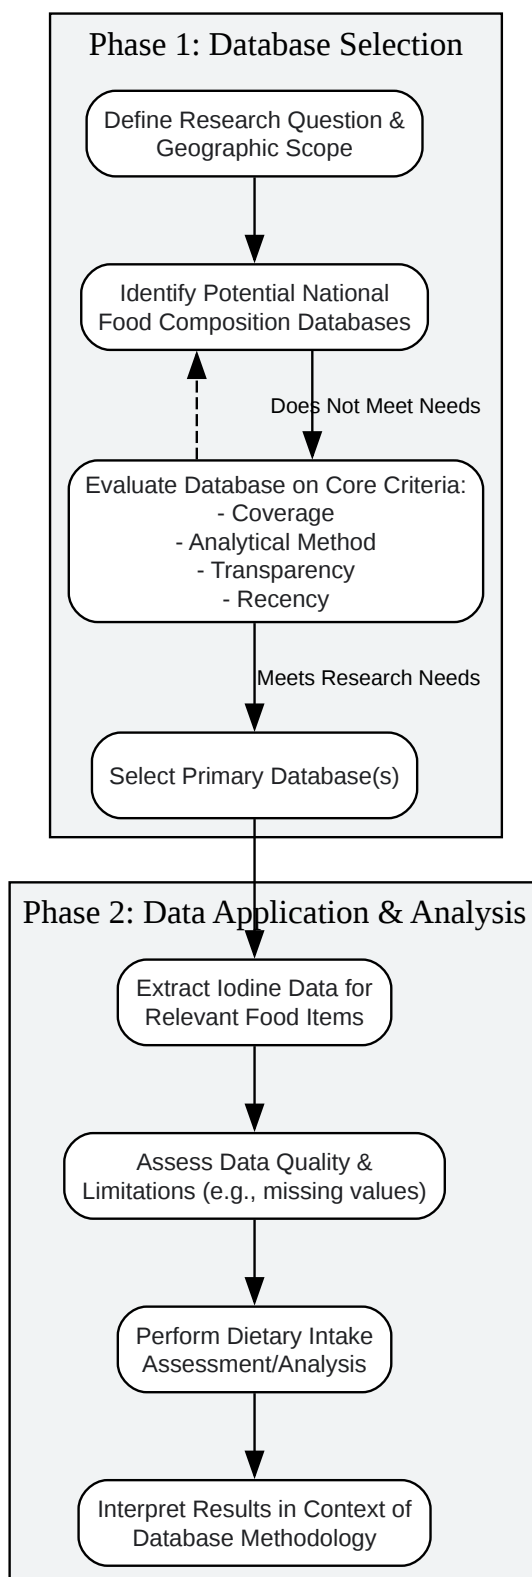 Phase 1: Database Selection
Define Research Question &
Geographic Scope
Identify Potential National
Food Composition Databases
Does Not Meet Needs
Evaluate Database on Core Criteria:
- Coverage
- Analytical Method
- Transparency
- Recency
Meets Research Needs
Select Primary Database(s)
Phase 2: Data Application & Analysis
Extract Iodine Data for
Relevant Food Items
Assess Data Quality &
Limitations (e.g., missing values)
Perform Dietary Intake
Assessment/Analysis
Interpret Results in Context of
Database Methodology